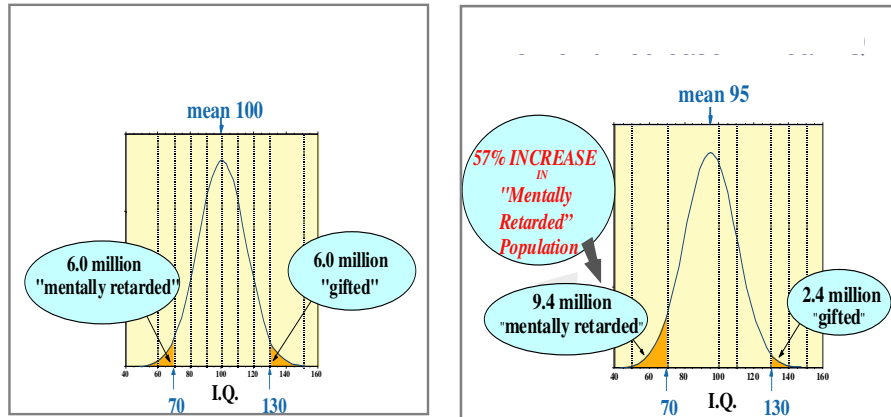 mean 100
6.0 million
"mentally retarded"
6.0 million
"gifted"
40 60 80 100 120 140 160
70
I.Q.
130
mean 95
57% INCREASE
IN
"Mentally
Retarded”
Population
9.4 million
"mentally retarded"
2.4 million
"gifted"
40 60 80 100 120 140 160
70
I.Q.
130